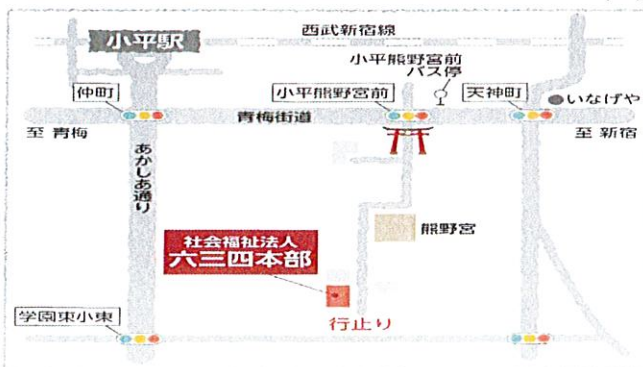 西武新宿線
小平駅
小平熊野宮前
バス停
仲町
小平熊野宮前
天神町
いなげや
青梅街道
至 青梅
至 新宿
あかしあ通り
熊野宮
社会福祉法人
六三四本部
行止り
学園東小東